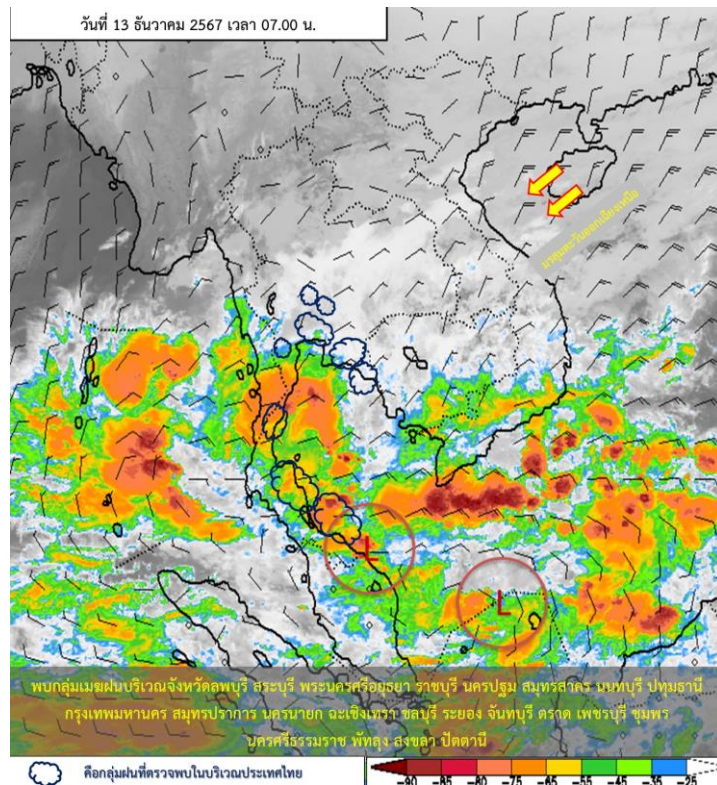 วันที่ 13 ธันวาคม 2567 เวลา 07.00 น.
มรสุมตะวันออกเฉียงเหนือ
L
L
พบกลุ่มเมฆฝนบริเวณจังหวัดลพบุรี สระบุรี พระนครศรีอยุธยา ราชบุรี นครปฐม สมุทรสาคร นนทบุรี ปทุมธานี
กรุงเทพมหานคร สมุทรปราการ นครนายก ฉะเชิงเทรา ชลบุรี ระยอง จันทบุรี ตราด เพชรบุรี ชุมพร
นครศรีธรรมราช พัทลุง สงขลา ปัตตานี
คือกลุ่มฝนที่ตรวจพบในบริเวณประเทศไทย
-90 -85 -80 -75 -65 -55 -45 -35 -25